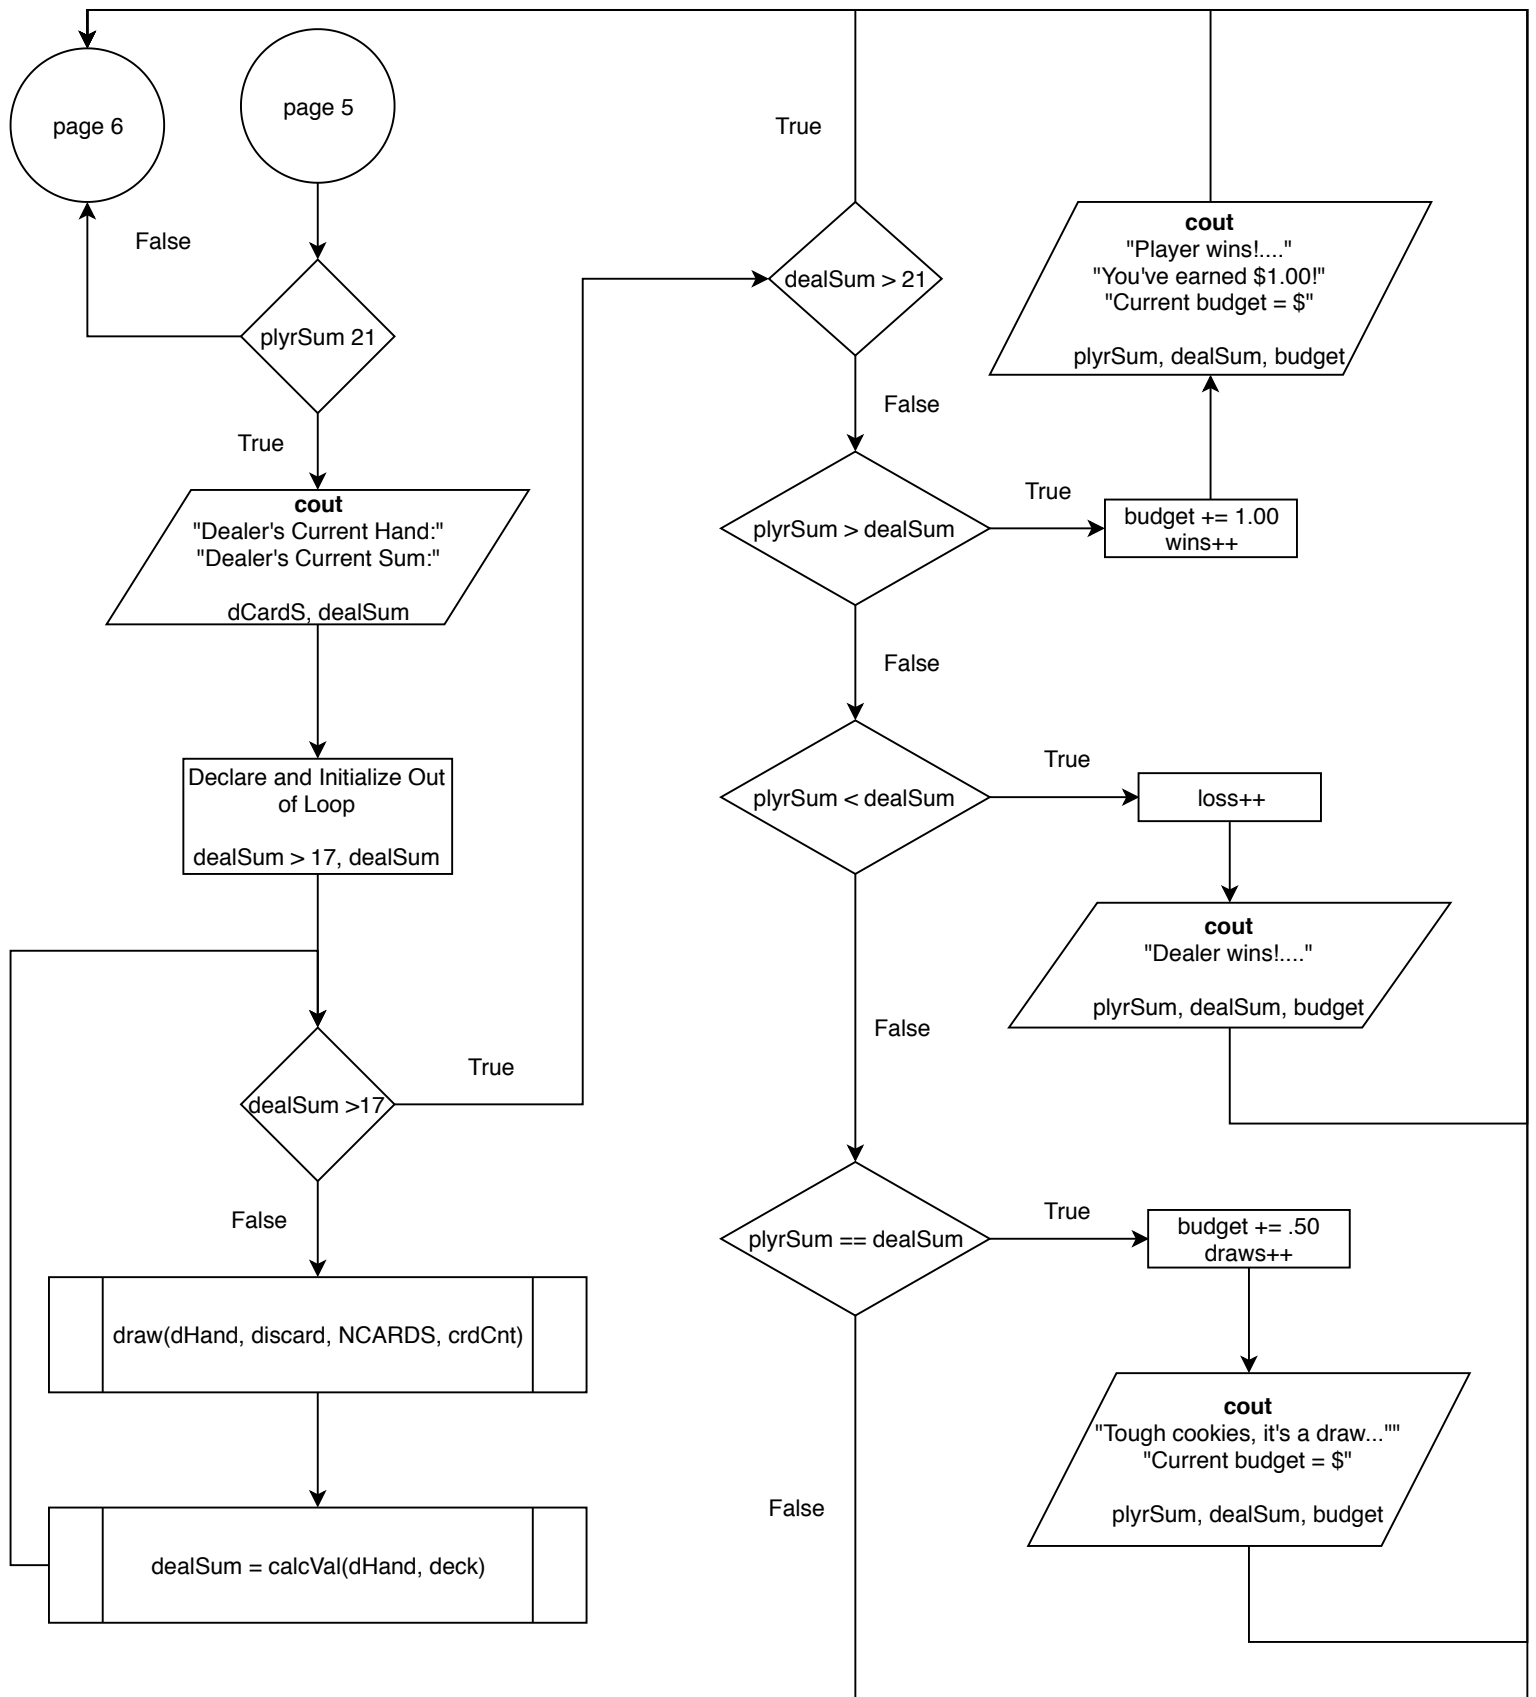 page 6
page 5
False
plyrSum 21
True
cout
"Dealer's Current Hand:"
"Dealer's Current Sum:"
dCardS, dealSum
Declare and Initialize Out
of Loop
dealSum > 17, dealSum
dealSum >17
True
False
draw(dHand, discard, NCARDS, crdCnt)
dealSum = calcVal(dHand, deck)
True
dealSum > 21
False
plyrSum > dealSum
True
budget += 1.00
wins++
cout
"Player wins!...."
"You've earned $1.00!"
"Current budget = $"
plyrSum, dealSum, budget
False
plyrSum < dealSum
True
loss++
cout
"Dealer wins!...."
plyrSum, dealSum, budget
False
plyrSum == dealSum
True
budget += .50
draws++
cout
"Tough cookies, it's a draw...""
"Current budget = $"
plyrSum, dealSum, budget
False